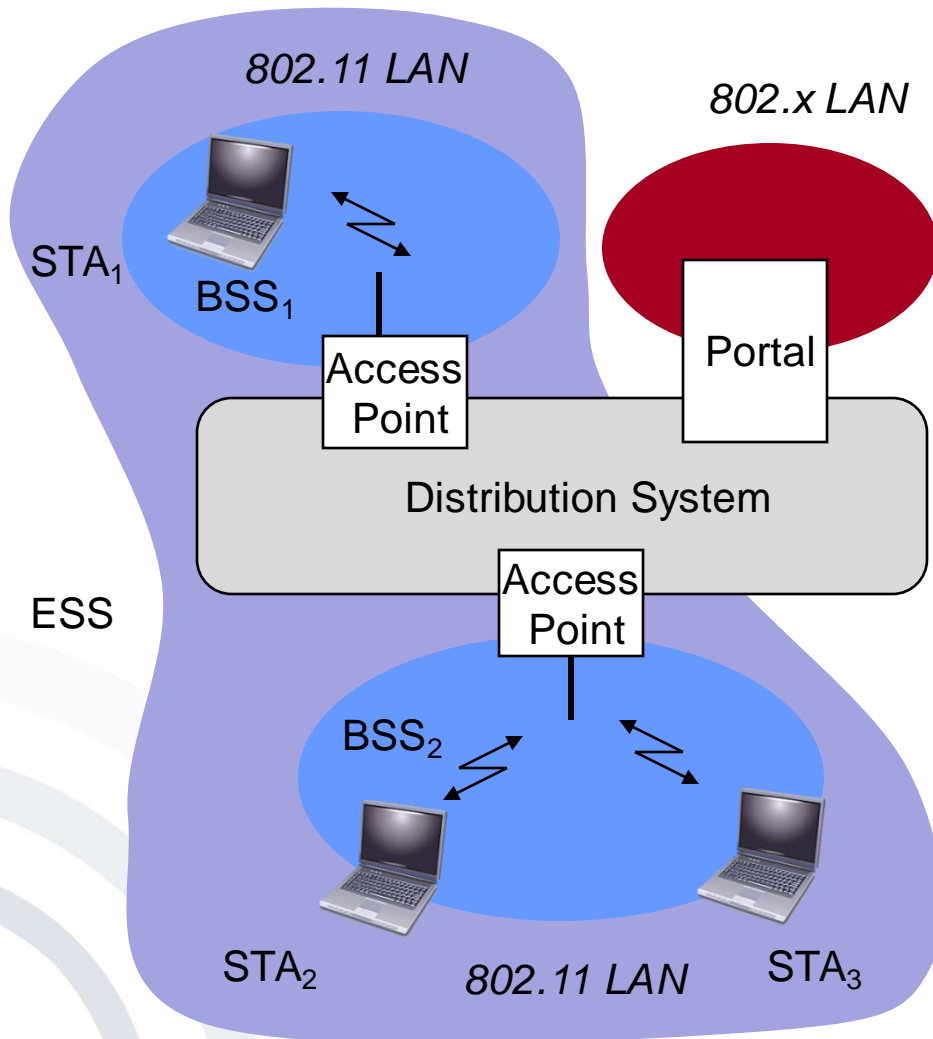 802.11 LAN
802.x LAN
STA₁
BSS₁
Access
Point
Portal
Distribution System
Access
Point
ESS
BSS₂
STA₂
802.11 LAN
STA₃